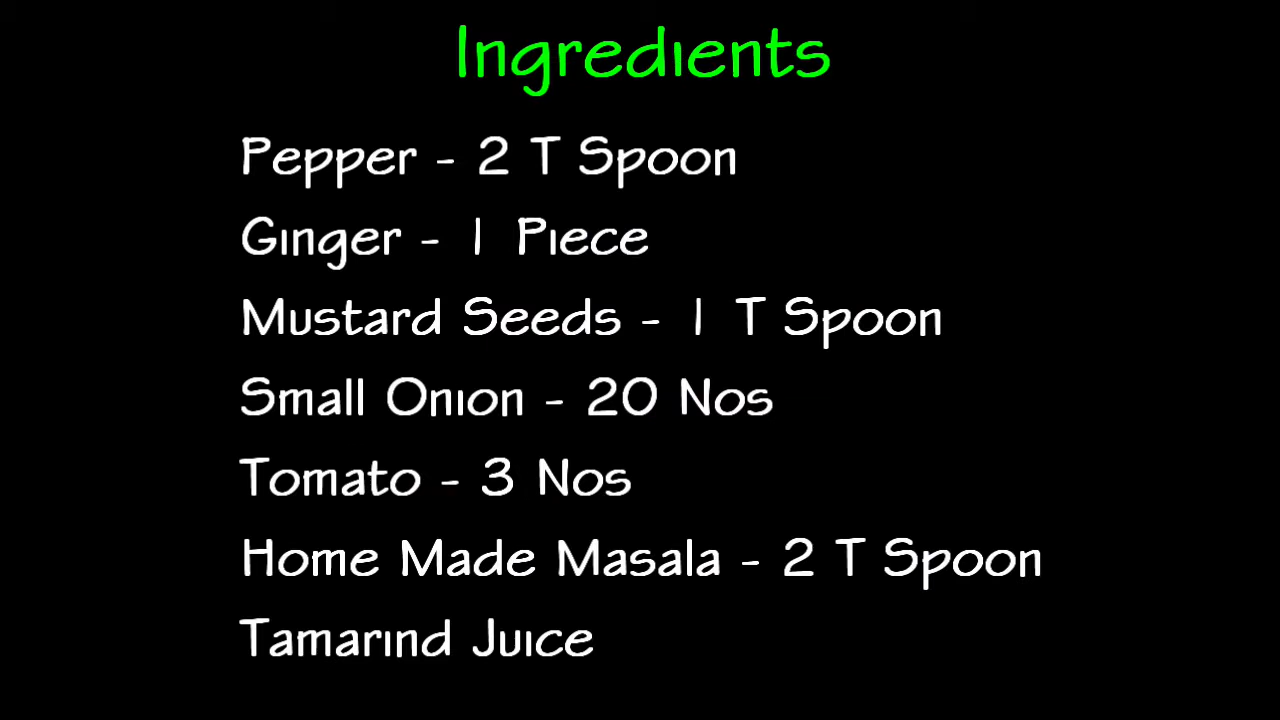 Ingredients
Pepper - 2 T Spoon
Ginger - 1 Piece
Mustard Seeds - 1 T Spoon
Small Onion - 20 Nos
Tomato - 3 Nos
Home Made Masala - 2 T Spoon
Tamarind Juice